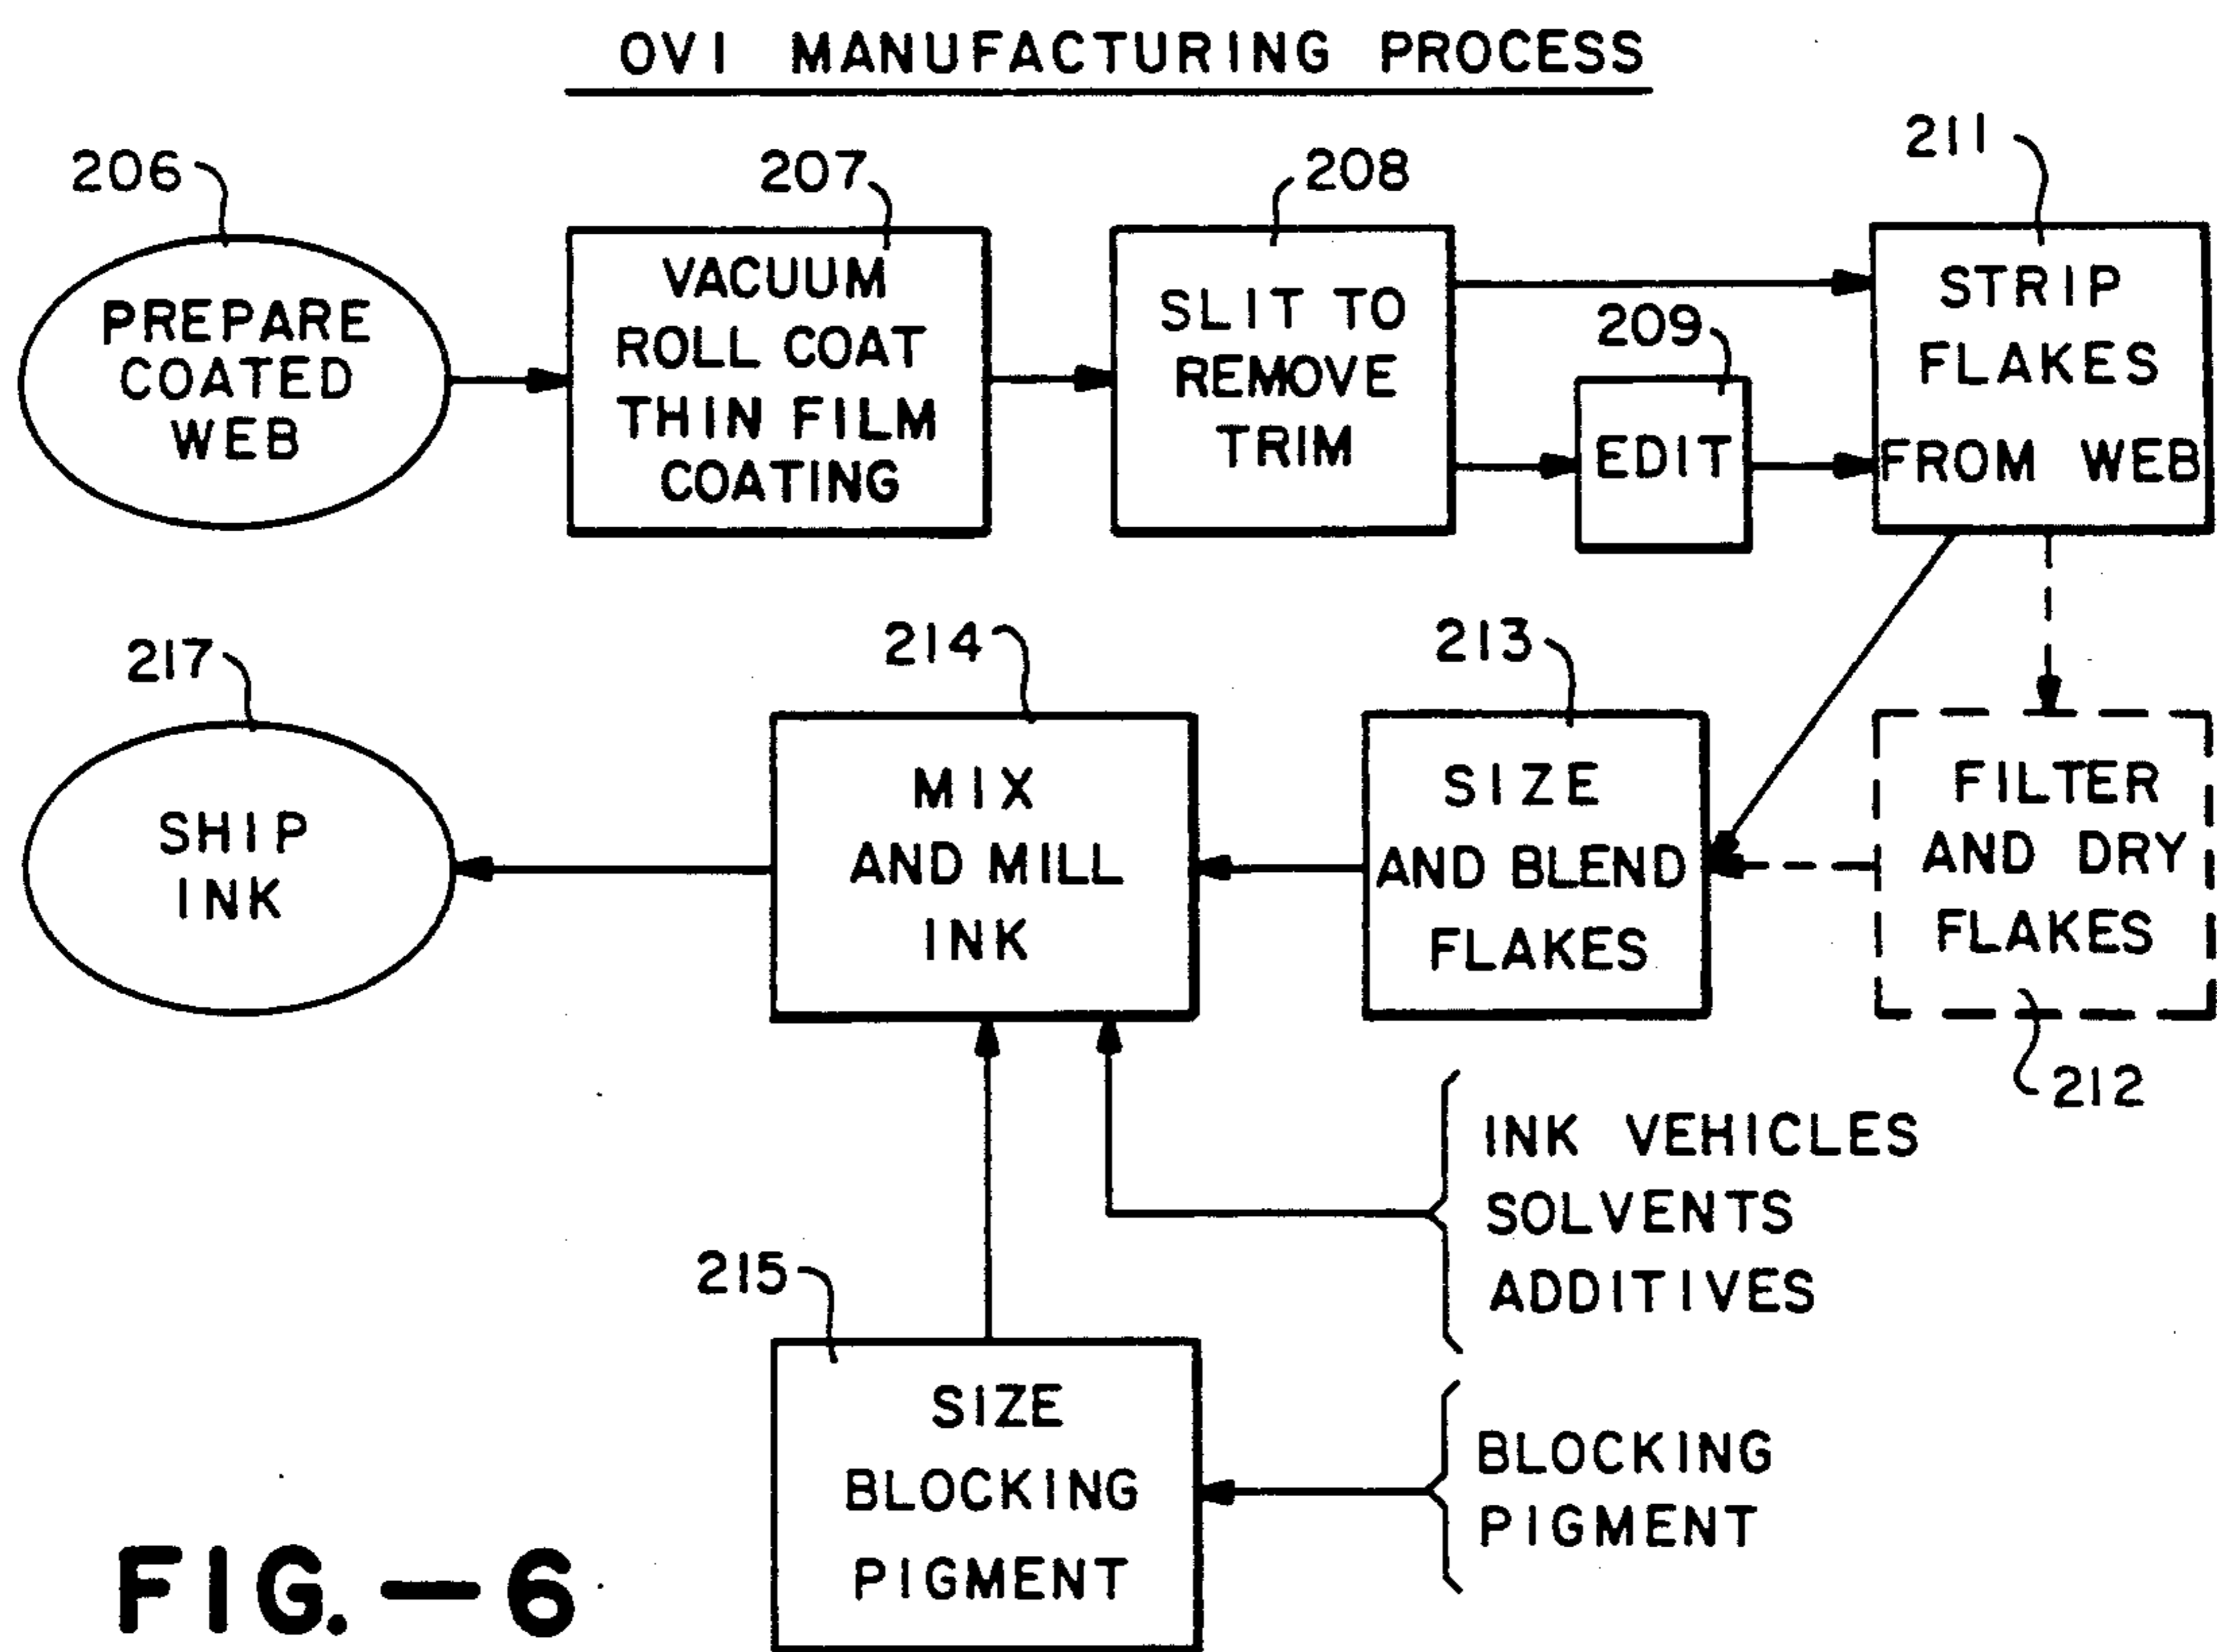 OVI MANUFACTURING PROCESS
206
PREPARE
COATED
WEB
207
VACUUM
ROLL COAT
THIN FILM
COATING
208
SLIT TO
REMOVE
TRIM
209
EDIT
211
STRIP
FLAKES
FROM WEB
217
SHIP
INK
214
MIX
AND MILL
INK
213
SIZE
AND BLEND
FLAKES
FILTER
AND DRY
FLAKES
212
INK VEHICLES
SOLVENTS
ADDITIVES
215
SIZE
BLOCKING
PIGMENT
BLOCKING
PIGMENT
FIG.-6